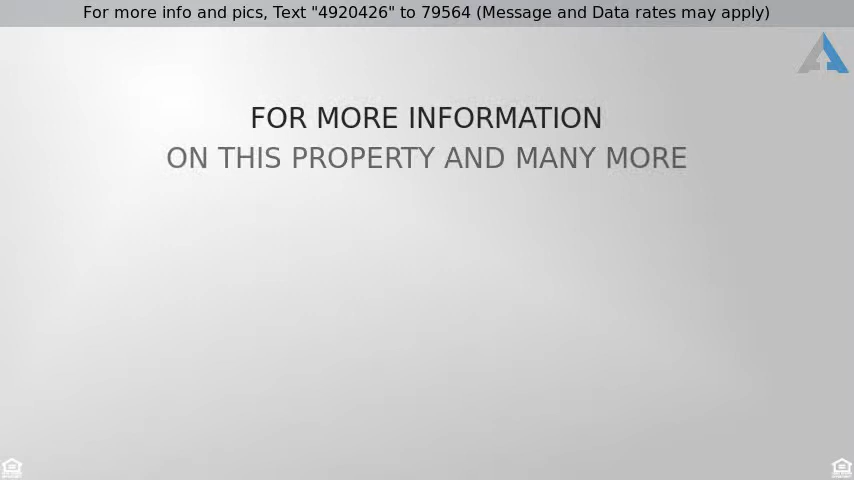 For more info and pics, Text "4920426" to 79564 (Message and Data rates may apply)
FOR MORE INFORMATION
ON THIS PROPERTY AND MANY MORE